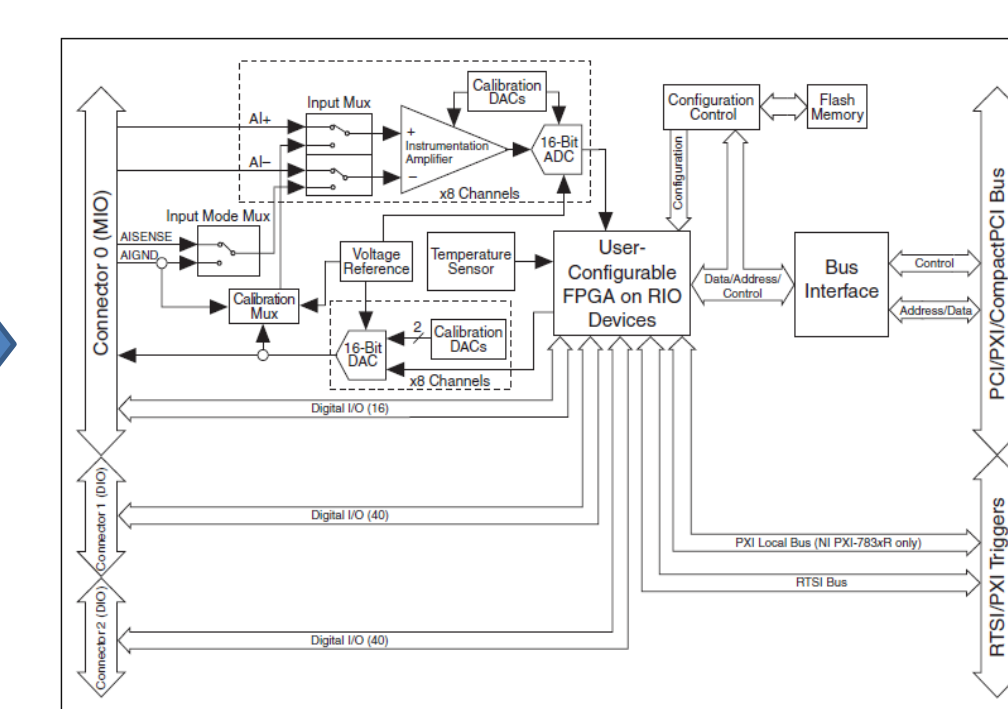 Calibration
DACs
Input Mux
AI+
+
Instrumentation
Amplifier
–
16-Bit
ADC
AI–
x8 Channels
Configuration
Control
Flash
Memory
Configuration
Connector 0 (MIO)
Input Mode Mux
AISENSE
AIGND
Calibration
Mux
Voltage
Reference
Temperature
Sensor
User-
Configurable
FPGA on RIO
Devices
Data/Address/
Control
Bus
Interface
Control
Address/Data
PCI/PXI/CompactPCI Bus
16-Bit
DAC
2
Calibration
DACs
x8 Channels
Digital I/O (16)
Connector 1 (DIO)
Digital I/O (40)
PXI Local Bus (NI PXI-783xR only)
RTSI Bus
RTSI/PXI Triggers
Connector 2 (DIO)
Digital I/O (40)